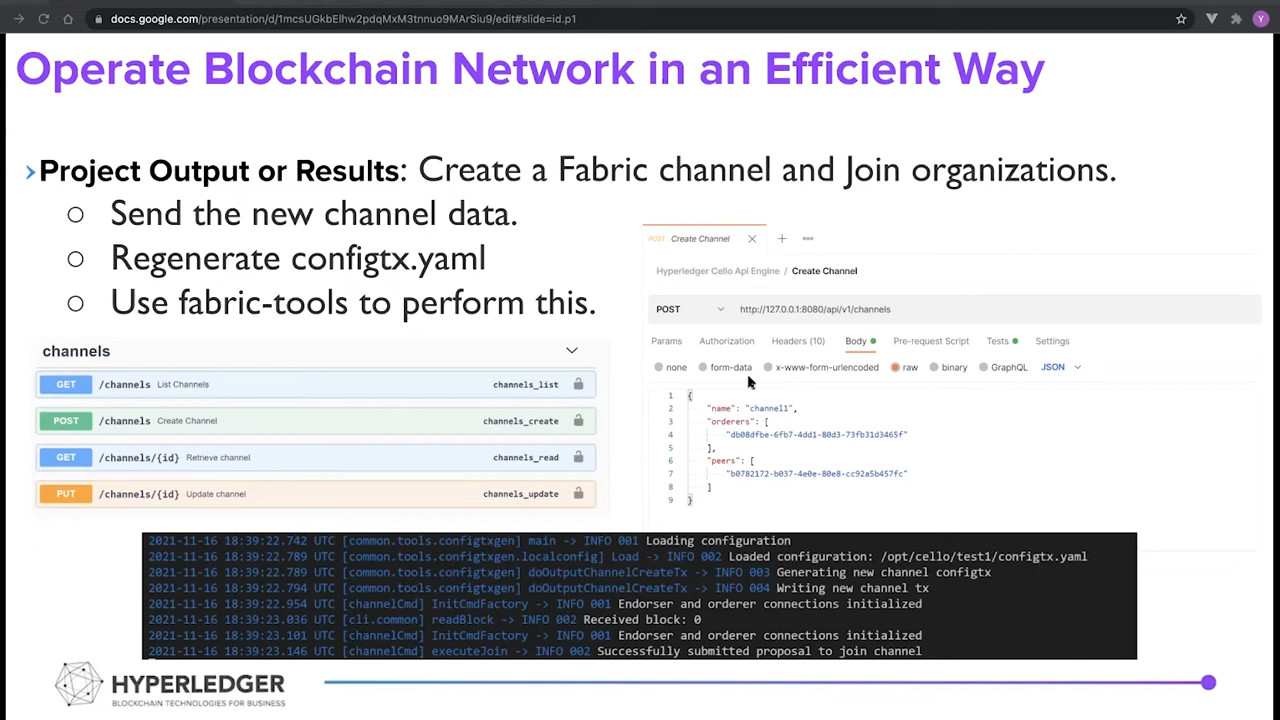 docs.google.com/presentation/d/1mcsUGkbElhw2pdqMxM3tnnuo9MArSiu9/edit#slide=id.p1
Y
Operate Blockchain Network in an Efficient Way
Project Output or Results: Create a Fabric channel and Join organizations.
Send the new channel data.
Regenerate configtx.yaml
Use fabric-tools to perform this.
channels
GET /channels List Channels channels_list
POST /channels Create Channel channels_create
GET /channels/{id} Retrieve channel channels_read
PUT /channels/{id} Update channel channels_update
POST Create Channel
Hyperledger Cello Api Engine / Create Channel
POST http://127.0.0.1:8080/api/v1/channels
Params Authorization Headers (10) Body Pre-request Script Tests Settings
none form-data x-www-form-urlencoded raw binary GraphQL JSON
1 {
2 "name": "channel1",
3 "orderers": [
4 "db08dfbe-6fb7-4dd1-80d3-73fb31d3465f"
5 ],
6 "peers": [
7 "b0782172-b037-4e0e-80e8-cc92a5b457fc"
8 ]
9 }
2021-11-16 18:39:22.742 UTC [common.tools.configtxgen] main -> INFO 001 Loading configuration
2021-11-16 18:39:22.789 UTC [common.tools.configtxgen.localconfig] Load -> INFO 002 Loaded configuration: /opt/cello/test1/configtx.yaml
2021-11-16 18:39:22.789 UTC [common.tools.configtxgen] doOutputChannelCreateTx -> INFO 003 Generating new channel configtx
2021-11-16 18:39:22.794 UTC [common.tools.configtxgen] doOutputChannelCreateTx -> INFO 004 Writing new channel tx
2021-11-16 18:39:22.954 UTC [channelCmd] InitCmdFactory -> INFO 001 Endorser and orderer connections initialized
2021-11-16 18:39:23.036 UTC [cli.common] readBlock -> INFO 002 Received block: 0
2021-11-16 18:39:23.101 UTC [channelCmd] InitCmdFactory -> INFO 001 Endorser and orderer connections initialized
2021-11-16 18:39:23.146 UTC [channelCmd] executeJoin -> INFO 002 Successfully submitted proposal to join channel
HYPERLEDGER
BLOCKCHAIN TECHNOLOGIES FOR BUSINESS